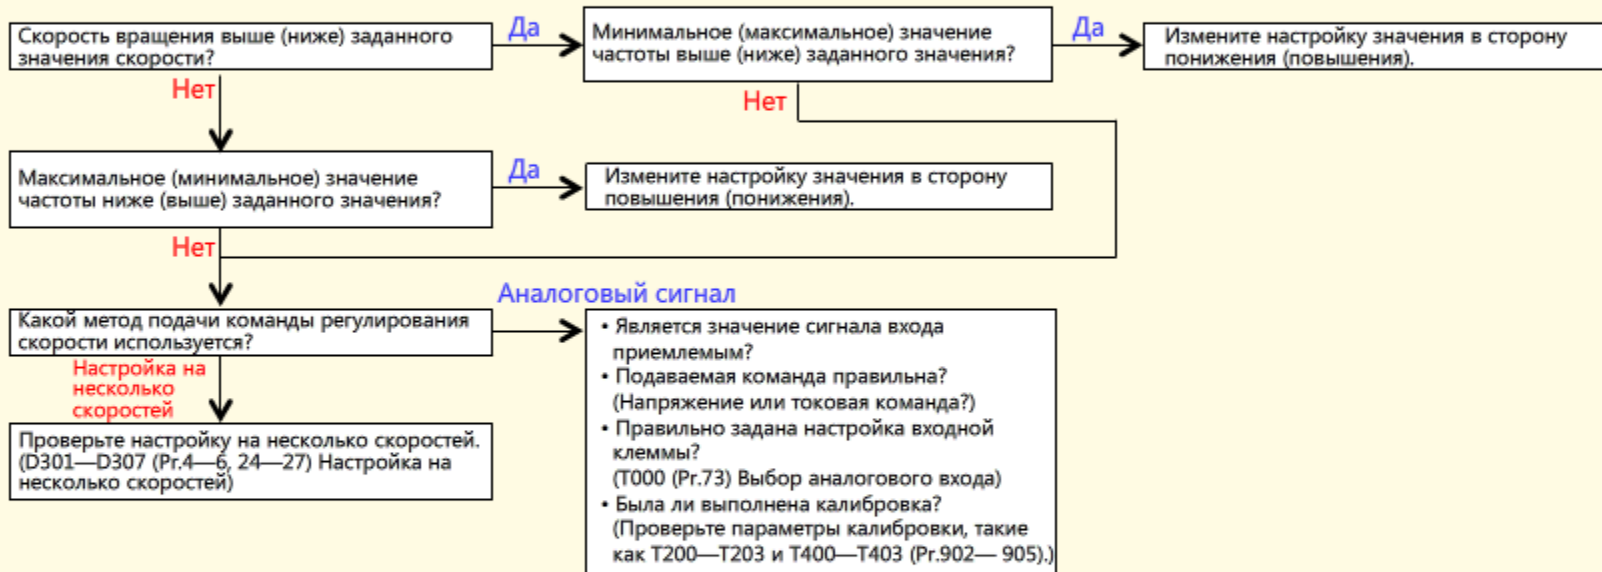 Скорость вращения выше (ниже) заданного
значения скорости?
Да
Минимальное (максимальное) значение
частоты выше (ниже) заданного значения?
Да
Измените настройку значения в сторону
понижения (повышения).
Нет
Нет
Максимальное (минимальное) значение
частоты ниже (выше) заданного значения?
Да
Измените настройку значения в сторону
повышения (понижения).
Нет
Какой метод подачи команды регулирования
скорости используется?
Аналоговый сигнал
• Является значение сигнала входа
приемлемым?
• Подаваемая команда правильна?
(Напряжение или токовая команда?)
• Правильно задана настройка входной
клеммы?
(T000 (Pr.73) Выбор аналогового входа)
• Была ли выполнена калибровка?
(Проверьте параметры калибровки, такие
как T200—T203 и T400—T403 (Pr.902— 905).)
Настройка на
несколько
скоростей
Проверьте настройку на несколько скоростей.
(D301—D307 (Pr.4—6, 24—27) Настройка на
несколько скоростей)